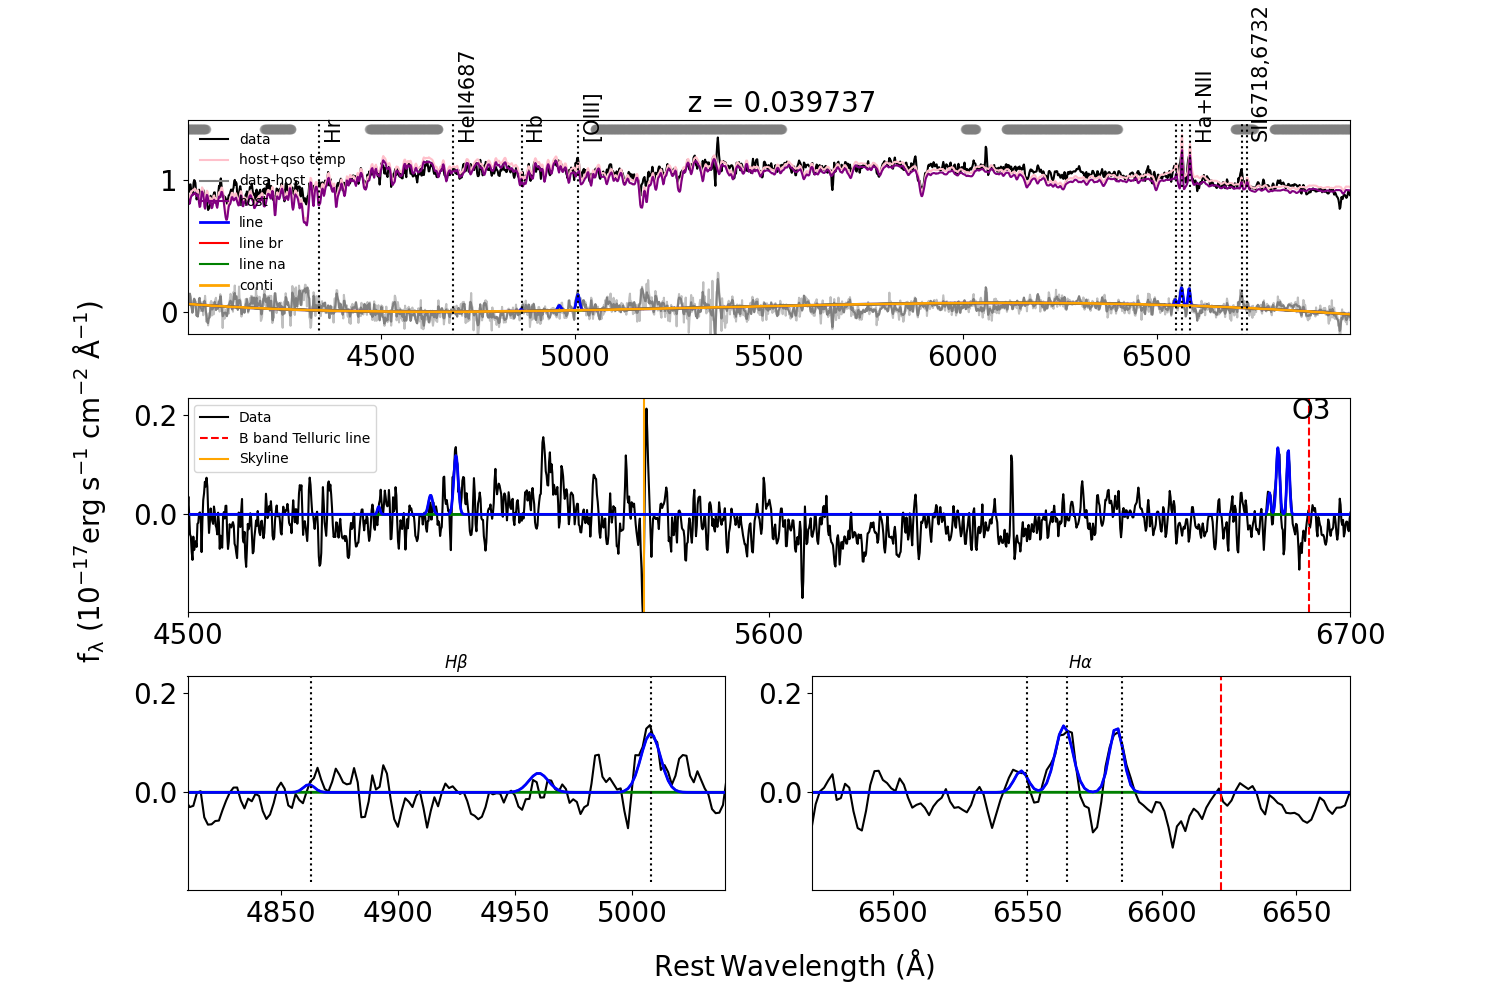 z = 0.039737
Hr
HeII4687
Hb
[OIII]
Ha+NII
SII6718,6732
data
host+qso temp
data-host
host
line
line br
line na
conti
1
0
4500 5000 5500 6000 6500
fλ (10⁻¹⁷erg s⁻¹ cm⁻² Å⁻¹)
Data
B band Telluric line
Skyline
O3
0.2
0.0
4500 5600 6700
Hβ
0.2
0.0
4850 4900 4950 5000
Hα
0.2
0.0
6500 6550 6600 6650
Rest Wavelength (Å)